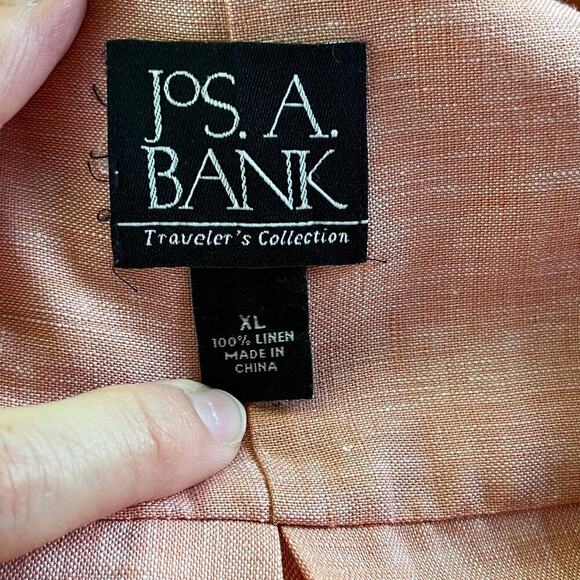 JOS. A.
BANK
Traveler's Collection
XL
100% LINEN
MADE IN
CHINA